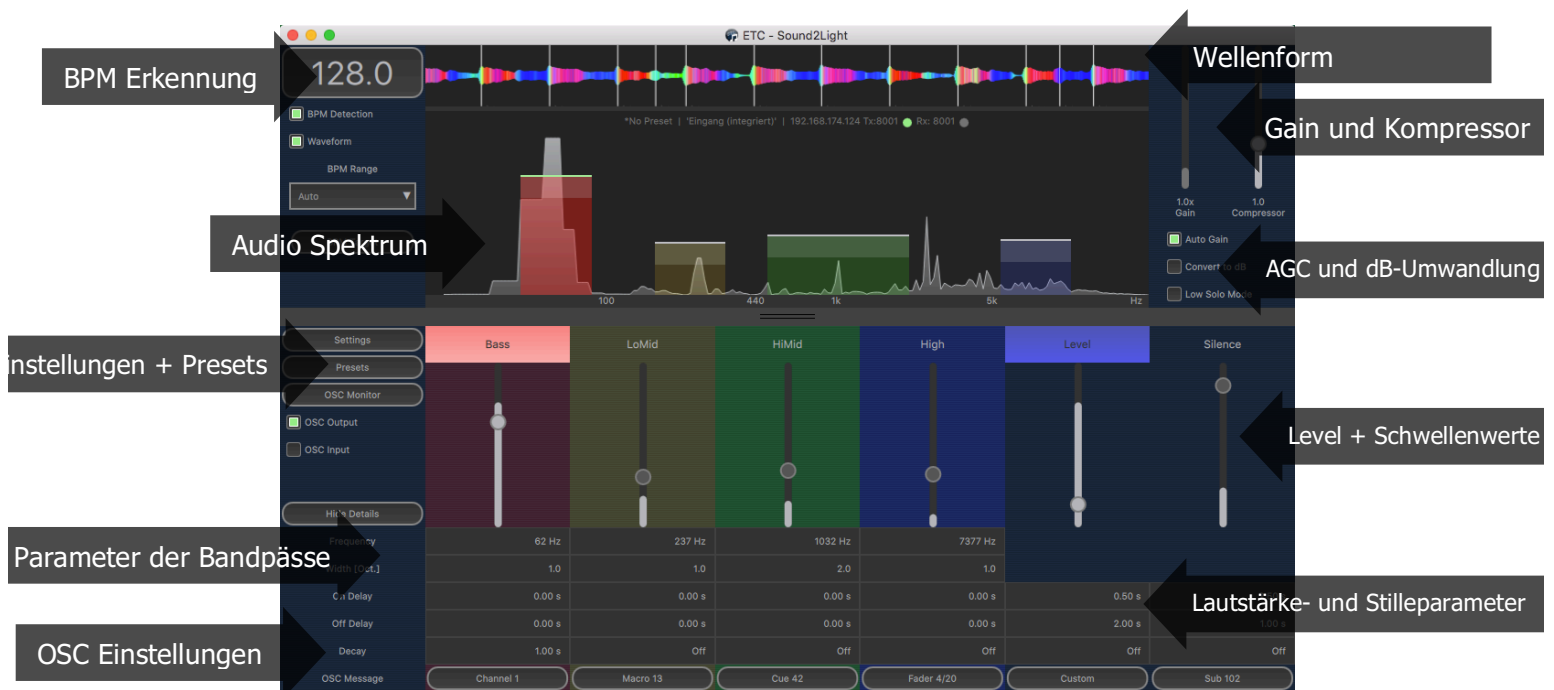 ETC - Sound2Light
BPM Erkennung
128.0
BPM Detection
Waveform
BPM Range
Auto
*No Preset | 'Eingang (integriert)' | 192.168.174.124 Tx:8001 Rx: 8001
Wellenform
Gain und Kompressor
1.0x
Gain
1.0
Compressor
Auto Gain
Convert to dB
Low Solo Mode
AGC und dB-Umwandlung
Audio Spektrum
100 440 1k 5k Hz
instellungen + Presets
Settings
Presets
OSC Monitor
OSC Output
OSC Input
Hide Details
Bass LoMid HiMid High Level Silence
Level + Schwellenwerte
Parameter der Bandpässe
Frequency 62 Hz 237 Hz 1032 Hz 7377 Hz
Width [Oct.] 1.0 1.0 2.0 1.0
On Delay 0.00 s 0.00 s 0.00 s 0.00 s 0.50 s
Lautstärke- und Stilleparameter
Off Delay 0.00 s 0.00 s 0.00 s 0.00 s 2.00 s 1.00 s
OSC Einstellungen
Decay 1.00 s Off Off Off Off Off
OSC Message Channel 1 Macro 13 Cue 42 Fader 4/20 Custom Sub 102